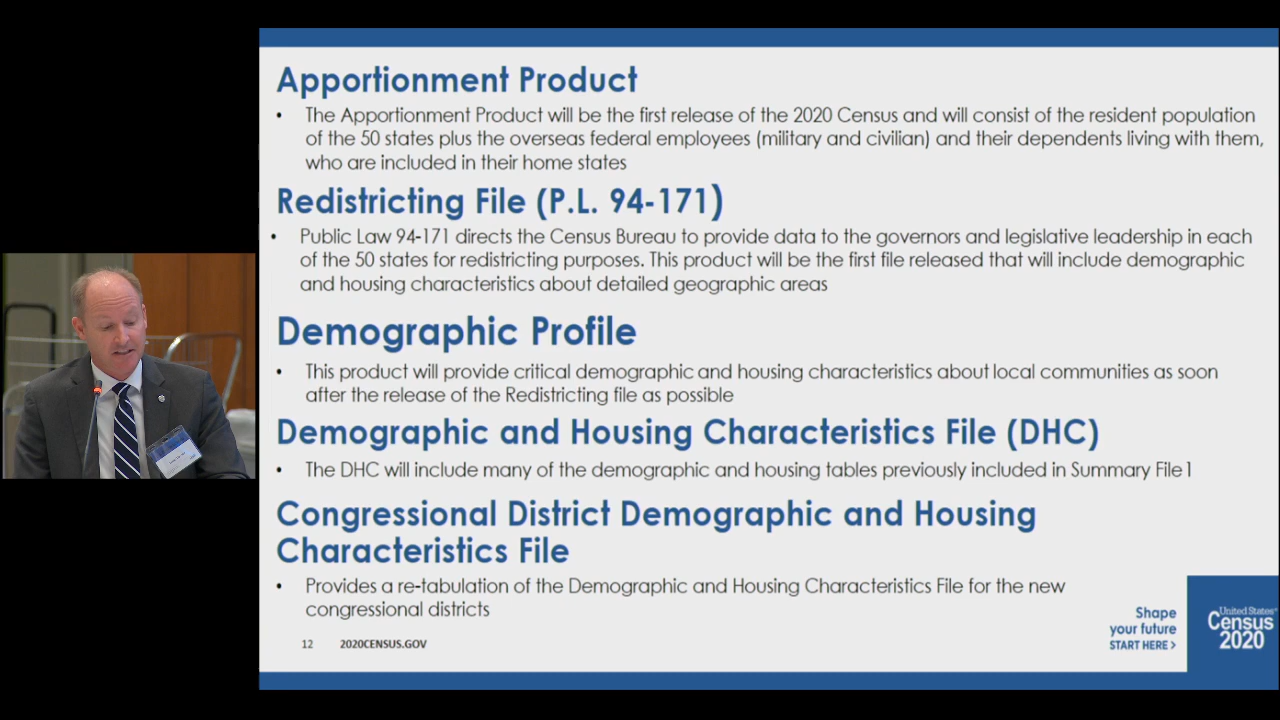 Apportionment Product
• The Apportionment Product will be the first release of the 2020 Census and will consist of the resident population
of the 50 states plus the overseas federal employees (military and civilian) and their dependents living with them,
who are included in their home states
Redistricting File (P.L. 94-171)
• Public Law 94-171 directs the Census Bureau to provide data to the governors and legislative leadership in each
of the 50 states for redistricting purposes. This product will be the first file released that will include demographic
and housing characteristics about detailed geographic areas
Demographic Profile
• This product will provide critical demographic and housing characteristics about local communities as soon
after the release of the Redistricting file as possible
Demographic and Housing Characteristics File (DHC)
• The DHC will include many of the demographic and housing tables previously included in Summary File 1
Congressional District Demographic and Housing
Characteristics File
• Provides a re-tabulation of the Demographic and Housing Characteristics File for the new
congressional districts
12 2020CENSUS.GOV
Shape
your future
START HERE >
United States®
Census
2020